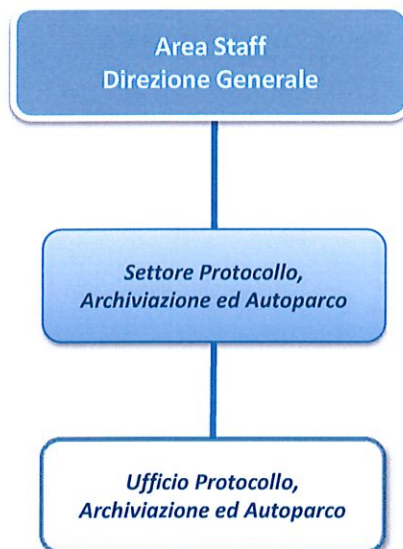 Area Staff
Direzione Generale
Settore Protocollo,
Archiviazione ed Autoparco
Ufficio Protocollo,
Archiviazione ed Autoparco